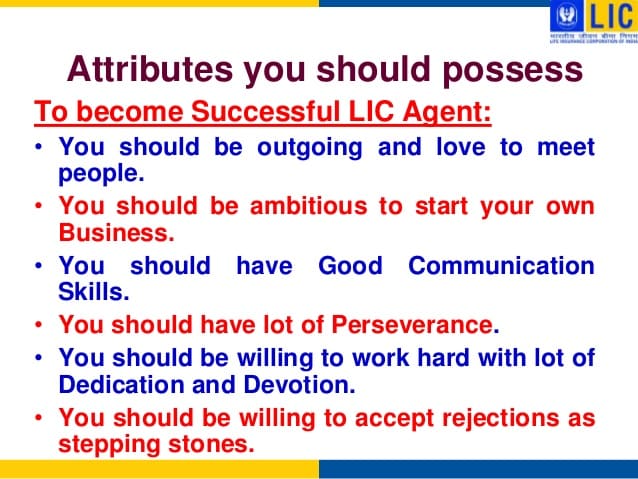 LIC
भारतीय जीवन बीमा निगम
LIFE INSURANCE CORPORATION OF INDIA
Attributes you should possess
To become Successful LIC Agent:
• You should be outgoing and love to meet
people.
• You should be ambitious to start your own
Business.
• You should have Good Communication
Skills.
• You should have lot of Perseverance.
• You should be willing to work hard with lot of
Dedication and Devotion.
• You should be willing to accept rejections as
stepping stones.